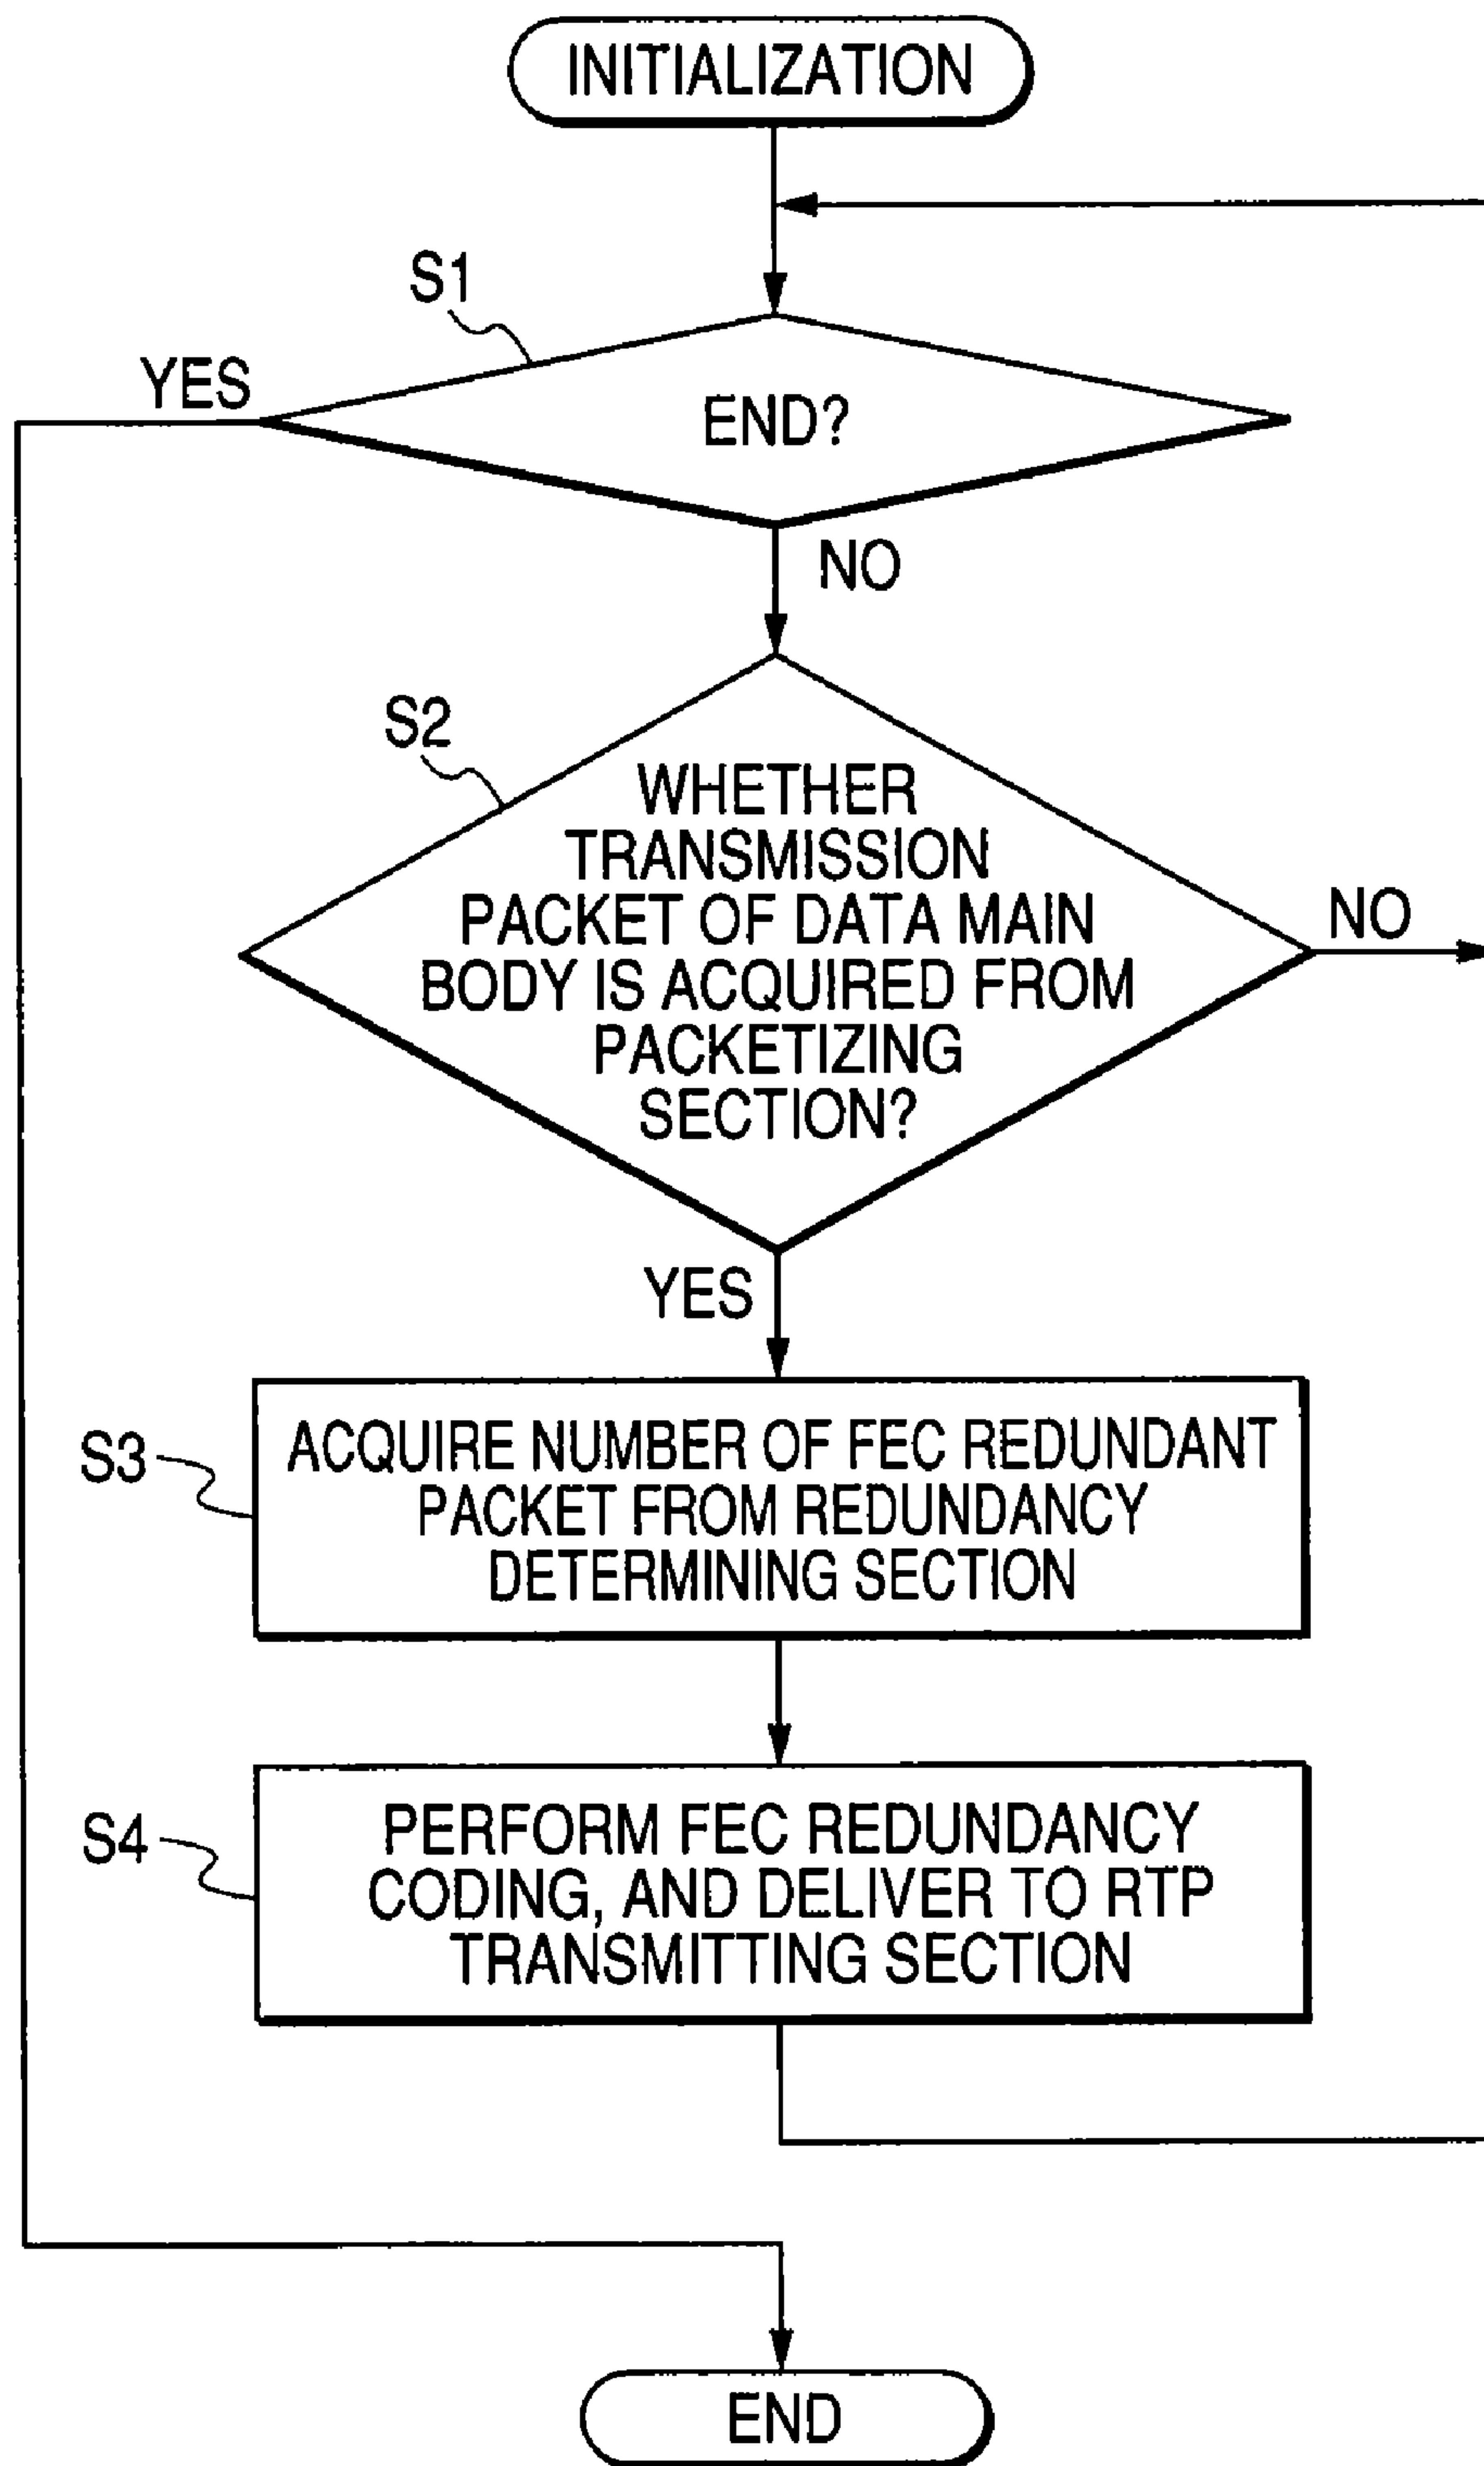 INITIALIZATION
S1
YES
END?
NO
S2
WHETHER
TRANSMISSION
PACKET OF DATA MAIN
BODY IS ACQUIRED FROM
PACKETIZING
SECTION?
NO
YES
S3
ACQUIRE NUMBER OF FEC REDUNDANT
PACKET FROM REDUNDANCY
DETERMINING SECTION
S4
PERFORM FEC REDUNDANCY
CODING, AND DELIVER TO RTP
TRANSMITTING SECTION
END